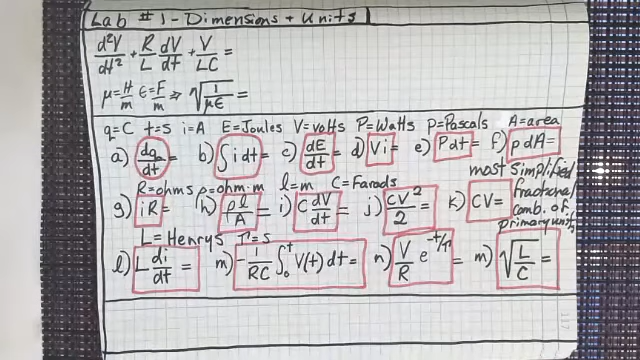 Lab #1 - Dimensions + Units
d²V/dt² + R/L dV/dt + V/LC =
μ=H/m ε=F/m ⇒ √(1/με) =
q=C t=s i=A E=Joules V=volts P=Watts p=Pascals A=area
a) dq/dt = b) ∫i dt = c) dE/dt = d) Vi = e) Pdt = f) p dA =
R=ohms ρ=ohm·m l=m C=Farads most simplified fractional comb. of primary units
g) iR = h) ρl/A = i) C dV/dt = j) CV²/2 = k) CV =
L=Henrys τ=s
l) L di/dt = m) -1/RC ∫₀ᵗ V(t) dt = n) V/R e^(-t/τ) = m) √(L/C) =